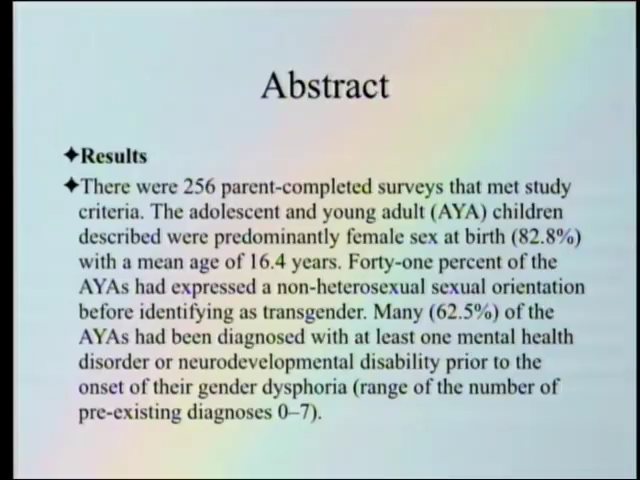 Abstract
✦Results
✦There were 256 parent-completed surveys that met study
criteria. The adolescent and young adult (AYA) children
described were predominantly female sex at birth (82.8%)
with a mean age of 16.4 years. Forty-one percent of the
AYAs had expressed a non-heterosexual sexual orientation
before identifying as transgender. Many (62.5%) of the
AYAs had been diagnosed with at least one mental health
disorder or neurodevelopmental disability prior to the
onset of their gender dysphoria (range of the number of
pre-existing diagnoses 0–7).